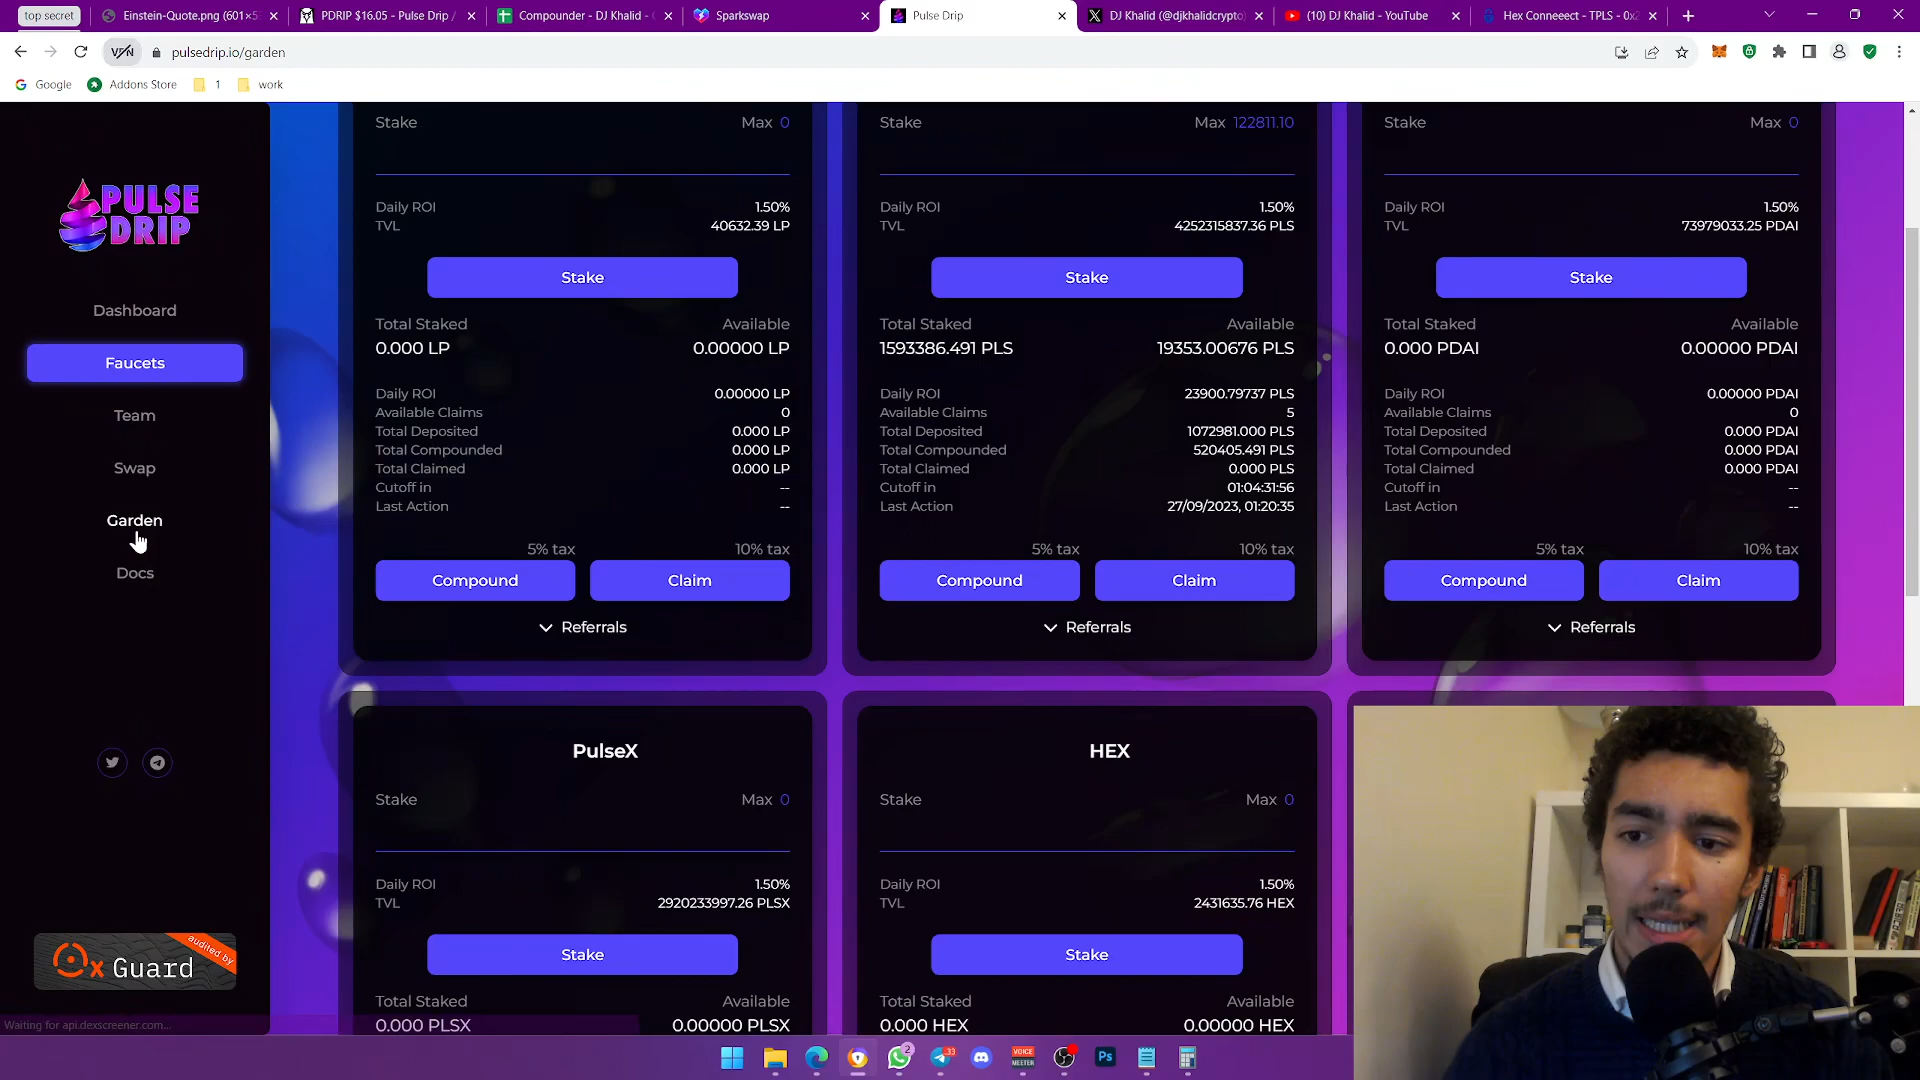 top secret
Einstein-Quote.png (601×5
PDRIP $16.05 - Pulse Drip /
Compounder - DJ Khalid -
Sparkswap
Pulse Drip
DJ Khalid (@djkhalidcrypto)
(10) DJ Khalid - YouTube
Hex Conneeect - TPLS - 0x2
VPN
pulsedrip.io/garden
Google
Addons Store
1
work
PULSE
DRIP
Dashboard
Faucets
Team
Swap
Garden
Docs
audited by
0x Guard
Waiting for api.dexscreener.com...
Stake Max 0
Daily ROI 1.50%
TVL 40632.39 LP
Stake
Total Staked Available
0.000 LP 0.00000 LP
Daily ROI 0.00000 LP
Available Claims 0
Total Deposited 0.000 LP
Total Compounded 0.000 LP
Total Claimed 0.000 LP
Cutoff in --
Last Action --
5% tax 10% tax
Compound Claim
Referrals
Stake Max 122811.10
Daily ROI 1.50%
TVL 4252315837.36 PLS
Stake
Total Staked Available
1593386.491 PLS 19353.00676 PLS
Daily ROI 23900.79737 PLS
Available Claims 5
Total Deposited 1072981.000 PLS
Total Compounded 520405.491 PLS
Total Claimed 0.000 PLS
Cutoff in 01:04:31:56
Last Action 27/09/2023, 01:20:35
5% tax 10% tax
Compound Claim
Referrals
Stake Max 0
Daily ROI 1.50%
TVL 73979033.25 PDAI
Stake
Total Staked Available
0.000 PDAI 0.00000 PDAI
Daily ROI 0.00000 PDAI
Available Claims 0
Total Deposited 0.000 PDAI
Total Compounded 0.000 PDAI
Total Claimed 0.000 PDAI
Cutoff in --
Last Action --
5% tax 10% tax
Compound Claim
Referrals
PulseX
Stake Max 0
Daily ROI 1.50%
TVL 2920233997.26 PLSX
Stake
Total Staked Available
0.000 PLSX 0.00000 PLSX
HEX
Stake Max 0
Daily ROI 1.50%
TVL 2431635.76 HEX
Stake
Total Staked Available
0.000 HEX 0.00000 HEX
2
33
VOICE
MEETER
Ps